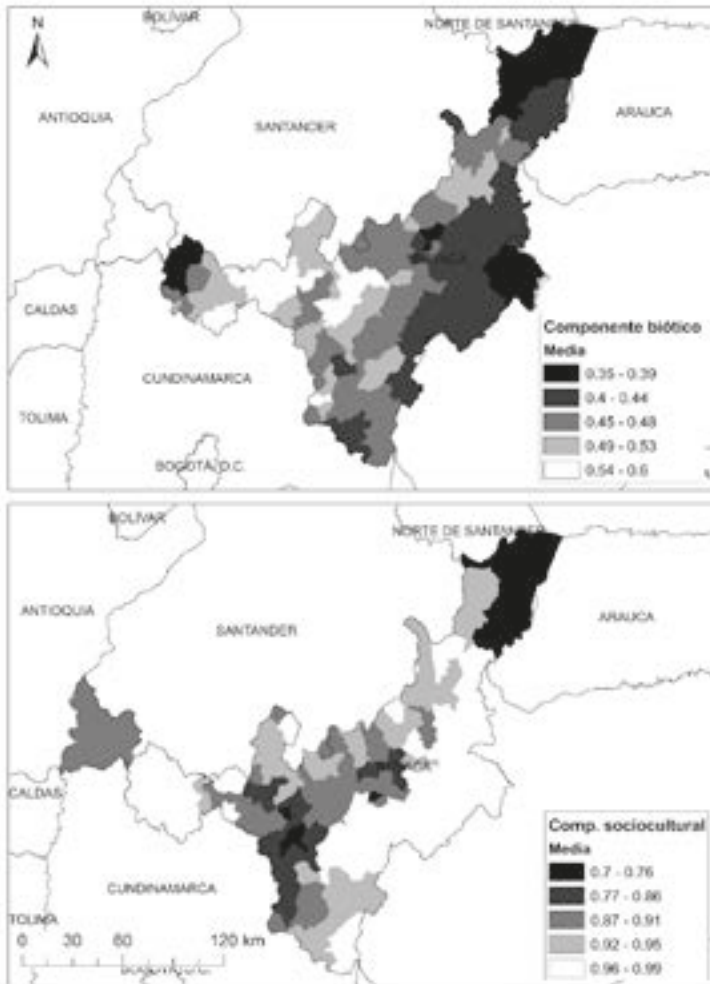 BOLÍVAR
NORTE DE SANTANDER
N
ANTIOQUIA
SANTANDER
ARAUCA
CALDAS
CUNDINAMARCA
TOLIMA
BOGOTÁ, D.C.
Componente biótico
Media
0.35 - 0.39
0.4 - 0.44
0.45 - 0.48
0.49 - 0.53
0.54 - 0.6
BOLÍVAR
NORTE DE SANTANDER
ANTIOQUIA
SANTANDER
ARAUCA
CALDAS
CUNDINAMARCA
TOLIMA
0 30 60 120 km
Comp. sociocultural
Media
0.7 - 0.76
0.77 - 0.86
0.87 - 0.91
0.92 - 0.95
0.96 - 0.99